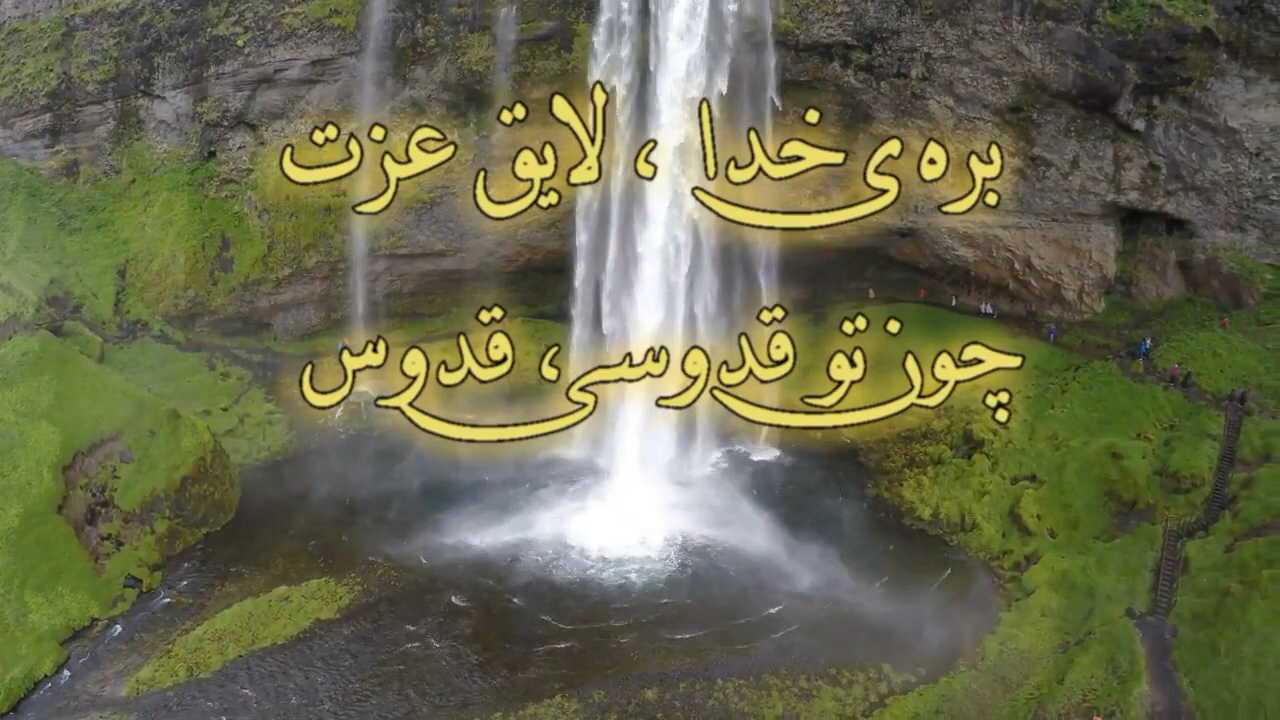 بره ی خدا ، لایق عزت
چون تو قدوسی، قدوس